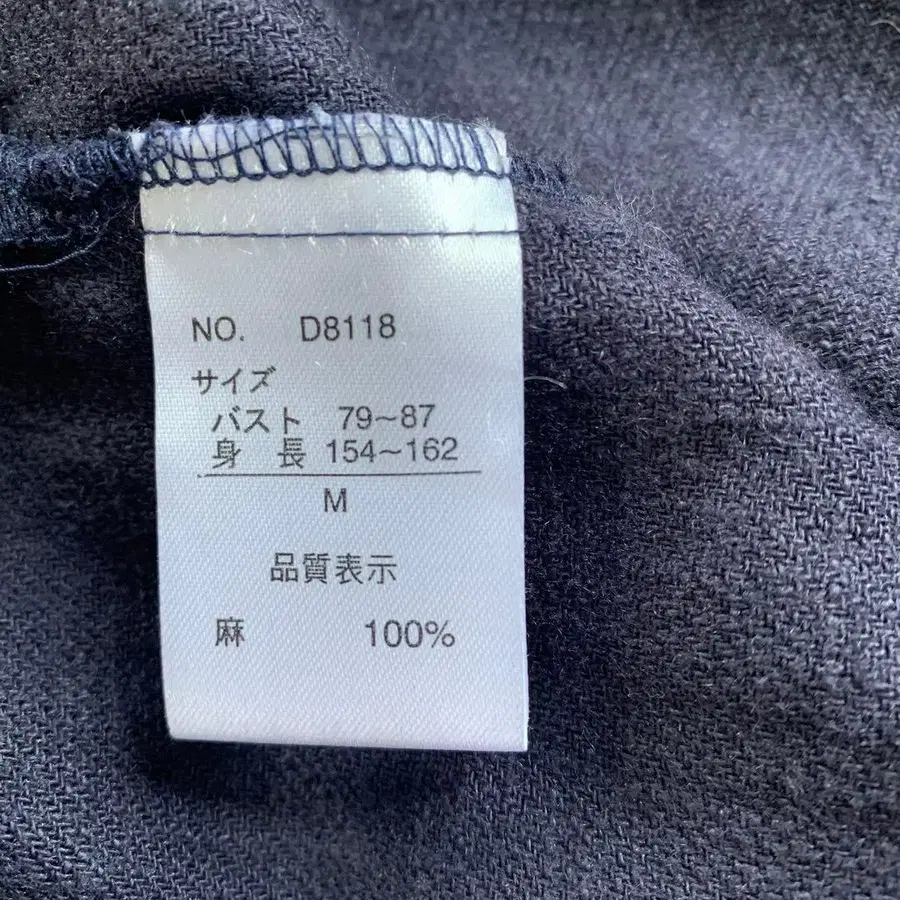 NO. D8118
サイズ
バスト 79~87
身長 154~162
M
品質表示
麻 100%